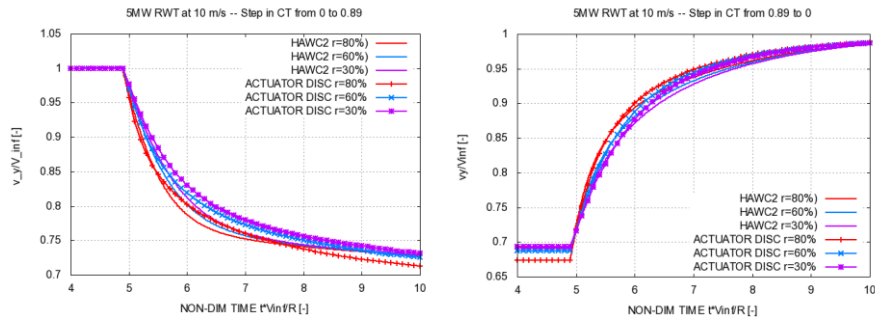 5MW RWT at 10 m/s -- Step in CT from 0 to 0.89
1.05
1
0.95
0.9
0.85
0.8
0.75
0.7
v_y/V_inf [-]
HAWC2 r=80%)
HAWC2 r=60%)
HAWC2 r=30%)
ACTUATOR DISC r=80%
ACTUATOR DISC r=60%
ACTUATOR DISC r=30%
4 5 6 7 8 9 10
NON-DIM TIME t*Vinf/R [-]
5MW RWT at 10 m/s -- Step in CT from 0.89 to 0
1
0.95
0.9
0.85
0.8
0.75
0.7
0.65
vy/Vinf [-]
HAWC2 r=80%)
HAWC2 r=60%)
HAWC2 r=30%)
ACTUATOR DISC r=80%
ACTUATOR DISC r=60%
ACTUATOR DISC r=30%
4 5 6 7 8 9 10
NON-DIM TIME t*Vinf/R [-]